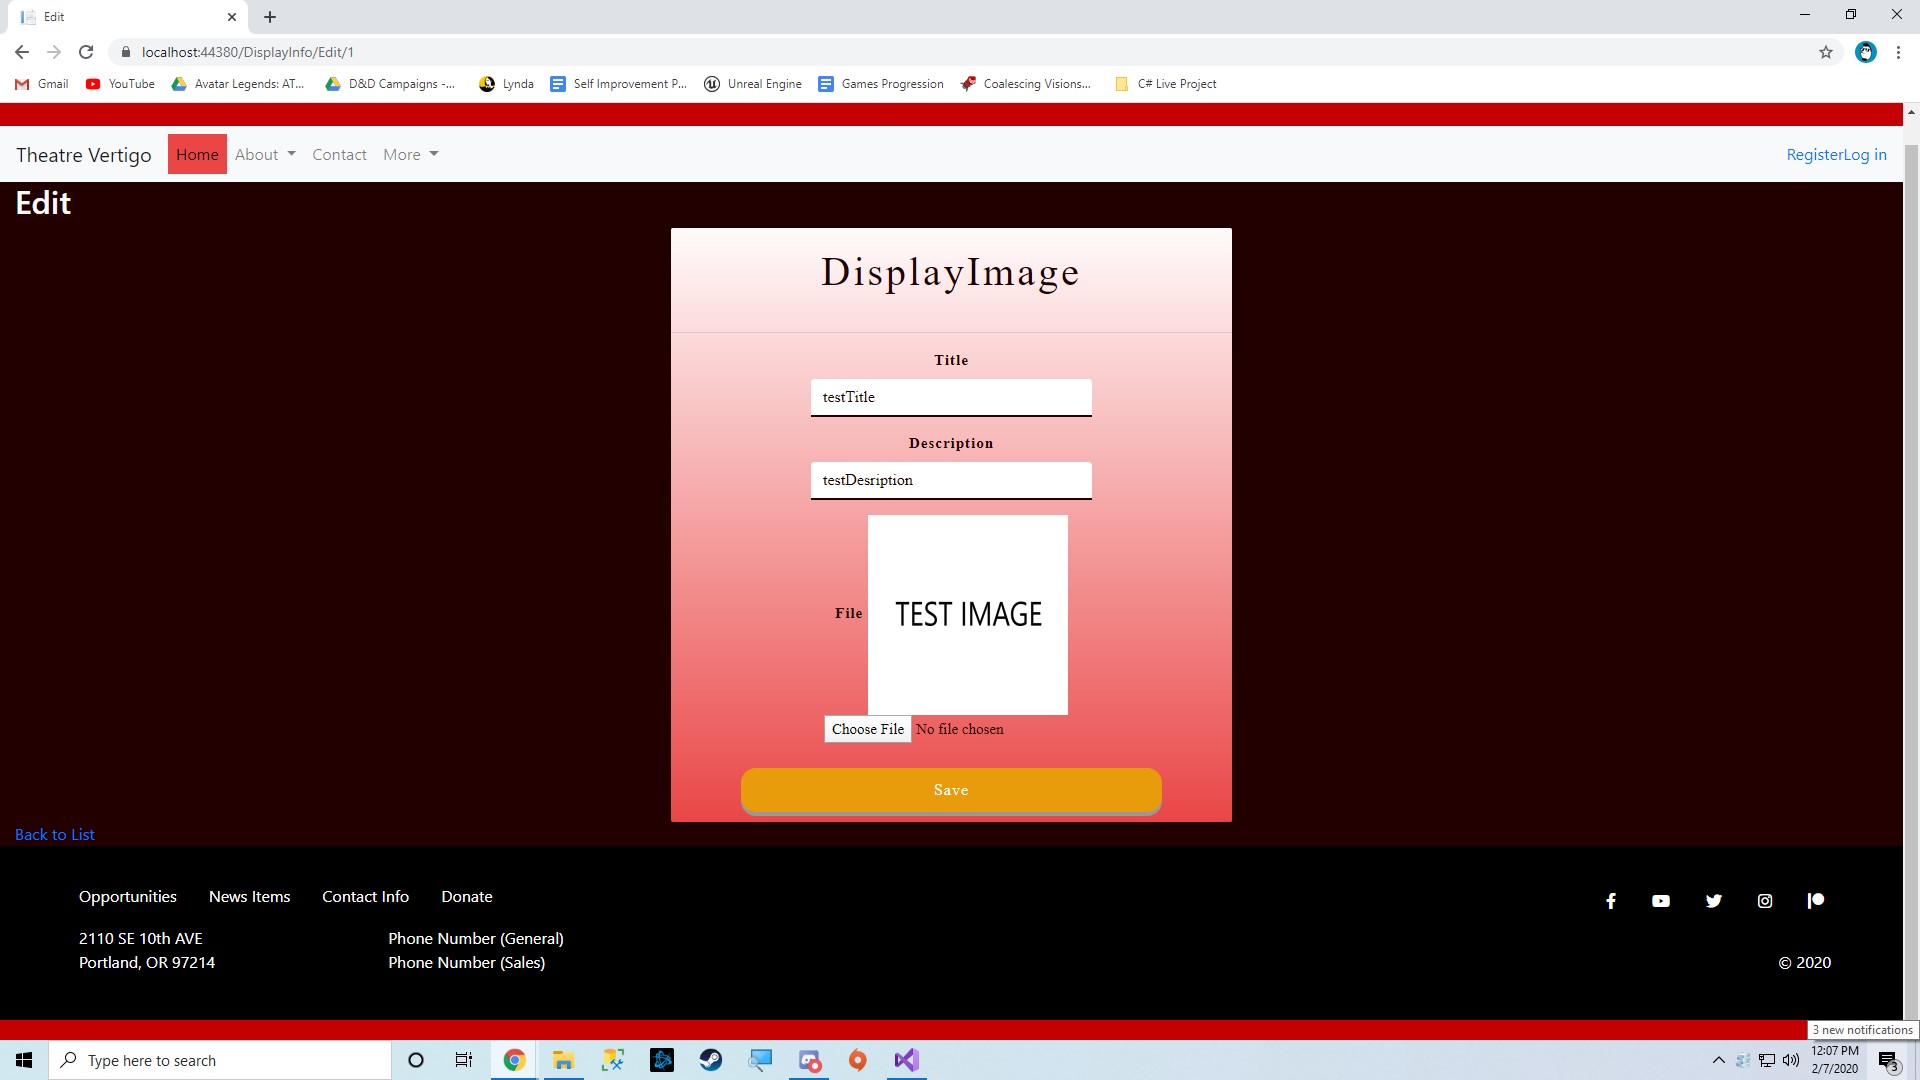 Edit
localhost:44380/DisplayInfo/Edit/1
Gmail YouTube Avatar Legends: AT... D&D Campaigns -... Lynda Self Improvement P... Unreal Engine Games Progression Coalescing Visions... C# Live Project
Theatre Vertigo Home About Contact More RegisterLog in
Edit
DisplayImage
Title
testTitle
Description
testDesription
File TEST IMAGE
Choose File No file chosen
Save
Back to List
Opportunities News Items Contact Info Donate
2110 SE 10th AVE Phone Number (General)
Portland, OR 97214 Phone Number (Sales) © 2020
3 new notifications
Type here to search 12:07 PM
2/7/2020 3